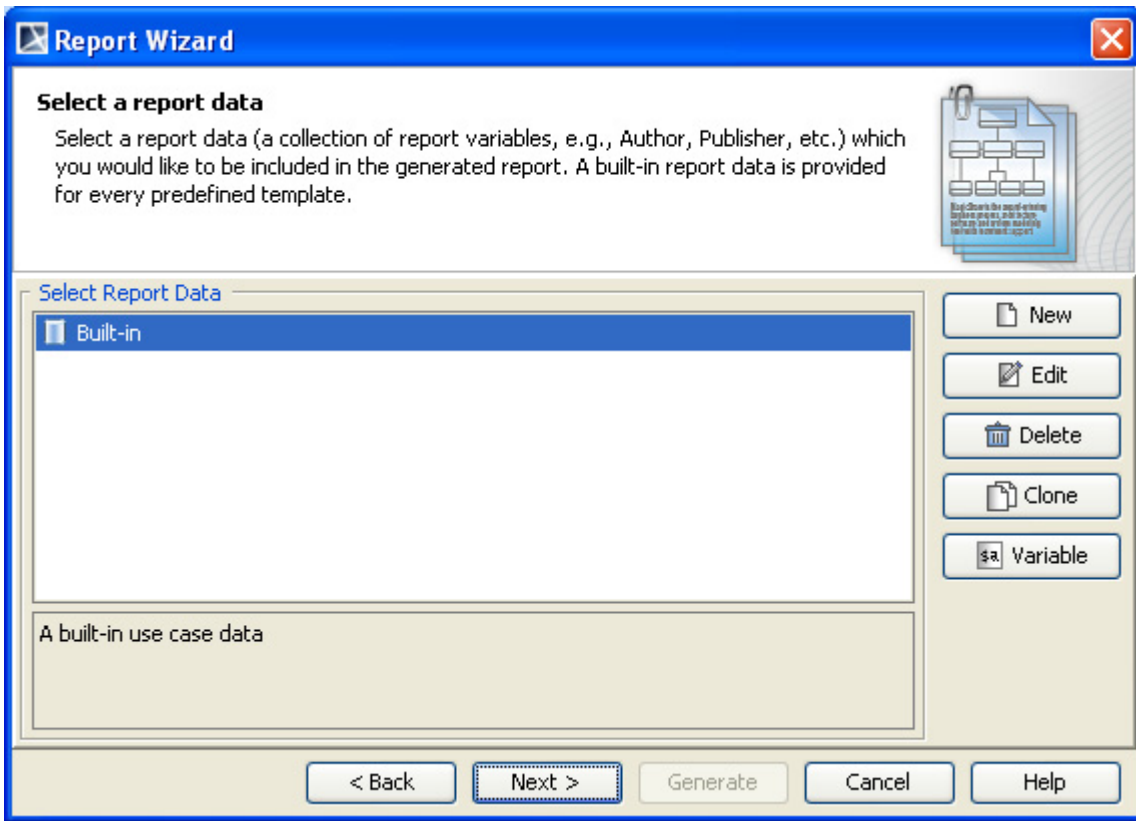 Report Wizard
Select a report data
Select a report data (a collection of report variables, e.g., Author, Publisher, etc.) which
you would like to be included in the generated report. A built-in report data is provided
for every predefined template.
Select Report Data
Built-in
New
Edit
Delete
Clone
$a Variable
A built-in use case data
< Back
Next >
Generate
Cancel
Help